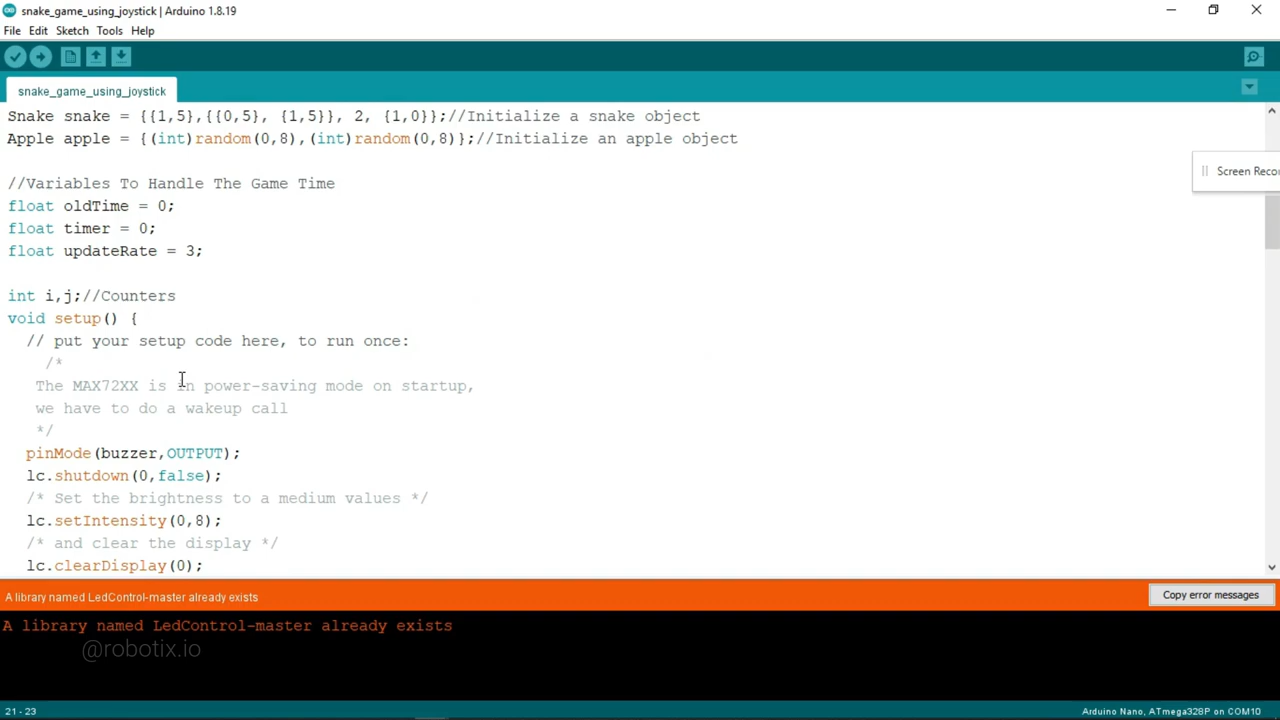 snake_game_using_joystick | Arduino 1.8.19
File Edit Sketch Tools Help
snake_game_using_joystick
Snake snake = {{1,5},{{0,5}, {1,5}}, 2, {1,0}};//Initialize a snake object
Apple apple = {(int)random(0,8),(int)random(0,8)};//Initialize an apple object
Screen Reco
//Variables To Handle The Game Time
float oldTime = 0;
float timer = 0;
float updateRate = 3;
int i,j;//Counters
void setup() {
// put your setup code here, to run once:
/*
The MAX72XX is in power-saving mode on startup,
we have to do a wakeup call
*/
pinMode(buzzer,OUTPUT);
lc.shutdown(0,false);
/* Set the brightness to a medium values */
lc.setIntensity(0,8);
/* and clear the display */
lc.clearDisplay(0);
A library named LedControl-master already exists
Copy error messages
A library named LedControl-master already exists
@robotix.io
21 - 23
Arduino Nano, ATmega328P on COM10